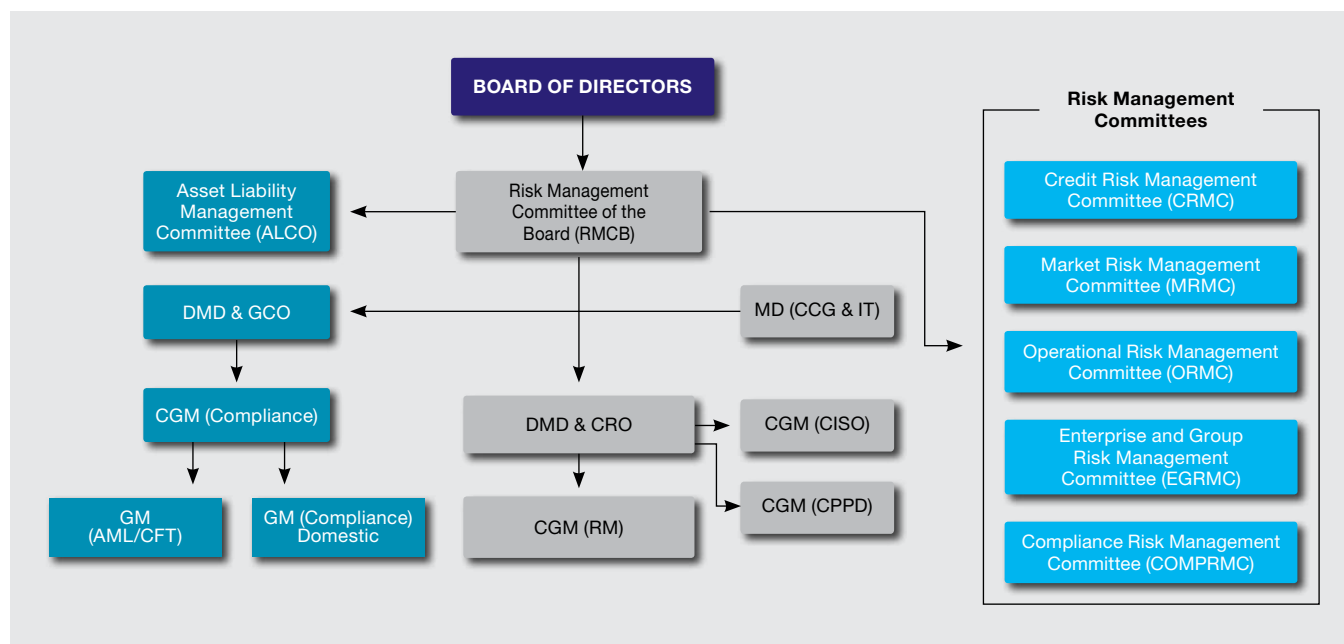 BOARD OF DIRECTORS
Risk Management
Committees
Asset Liability
Management
Committee (ALCO)
Risk Management
Committee of the
Board (RMCB)
Credit Risk Management
Committee (CRMC)
Market Risk Management
Committee (MRMC)
DMD & GCO
MD (CCG & IT)
Operational Risk Management
Committee (ORMC)
CGM (Compliance)
DMD & CRO
CGM (CISO)
Enterprise and Group
Risk Management
Committee (EGRMC)
GM
(AML/CFT)
GM (Compliance)
Domestic
CGM (RM)
CGM (CPPD)
Compliance Risk Management
Committee (COMPRMC)